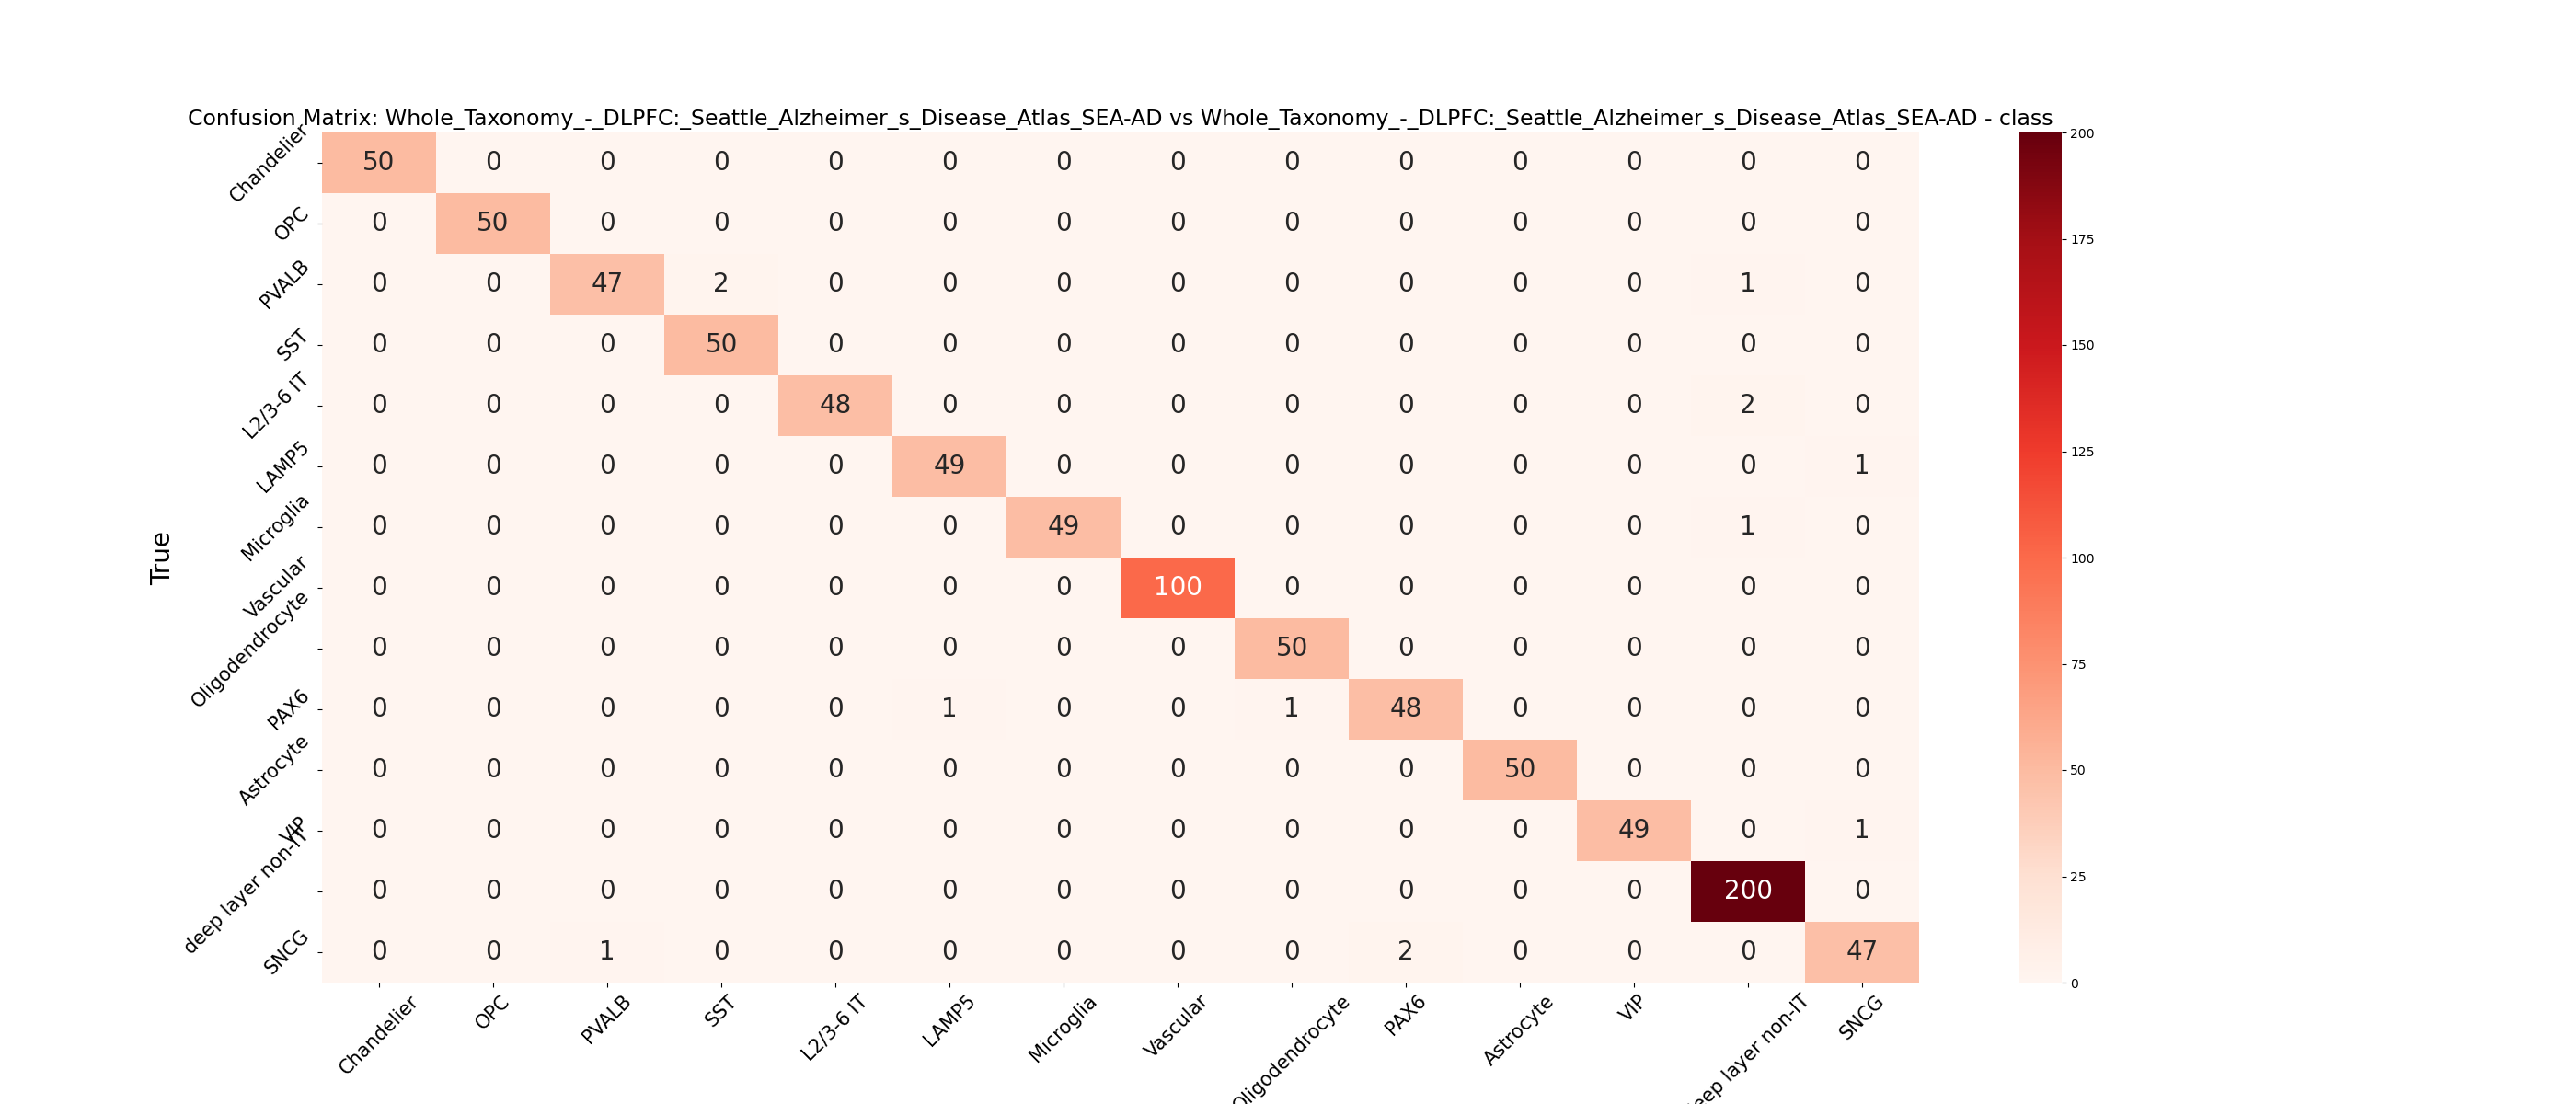 Confusion Matrix: Whole_Taxonomy_-_DLPFC:_Seattle_Alzheimer_s_Disease_Atlas_SEA-AD vs Whole_Taxonomy_-_DLPFC:_Seattle_Alzheimer_s_Disease_Atlas_SEA-AD - class
True
Chandelier 50 0 0 0 0 0 0 0 0 0 0 0 0 0
OPC 0 50 0 0 0 0 0 0 0 0 0 0 0 0
PVALB 0 0 47 2 0 0 0 0 0 0 0 0 1 0
SST 0 0 0 50 0 0 0 0 0 0 0 0 0 0
L2/3-6 IT 0 0 0 0 48 0 0 0 0 0 0 0 2 0
LAMP5 0 0 0 0 0 49 0 0 0 0 0 0 0 1
Microglia 0 0 0 0 0 0 49 0 0 0 0 0 1 0
Vascular 0 0 0 0 0 0 0 100 0 0 0 0 0 0
Oligodendrocyte 0 0 0 0 0 0 0 0 50 0 0 0 0 0
PAX6 0 0 0 0 0 1 0 0 1 48 0 0 0 0
Astrocyte 0 0 0 0 0 0 0 0 0 0 50 0 0 0
VIP 0 0 0 0 0 0 0 0 0 0 0 49 0 1
deep layer non-IT 0 0 0 0 0 0 0 0 0 0 0 0 200 0
SNCG 0 0 1 0 0 0 0 0 0 2 0 0 0 47
Chandelier OPC PVALB SST L2/3-6 IT LAMP5 Microglia Vascular Oligodendrocyte PAX6 Astrocyte VIP eep layer non-IT SNCG
200
175
150
125
100
75
50
25
0